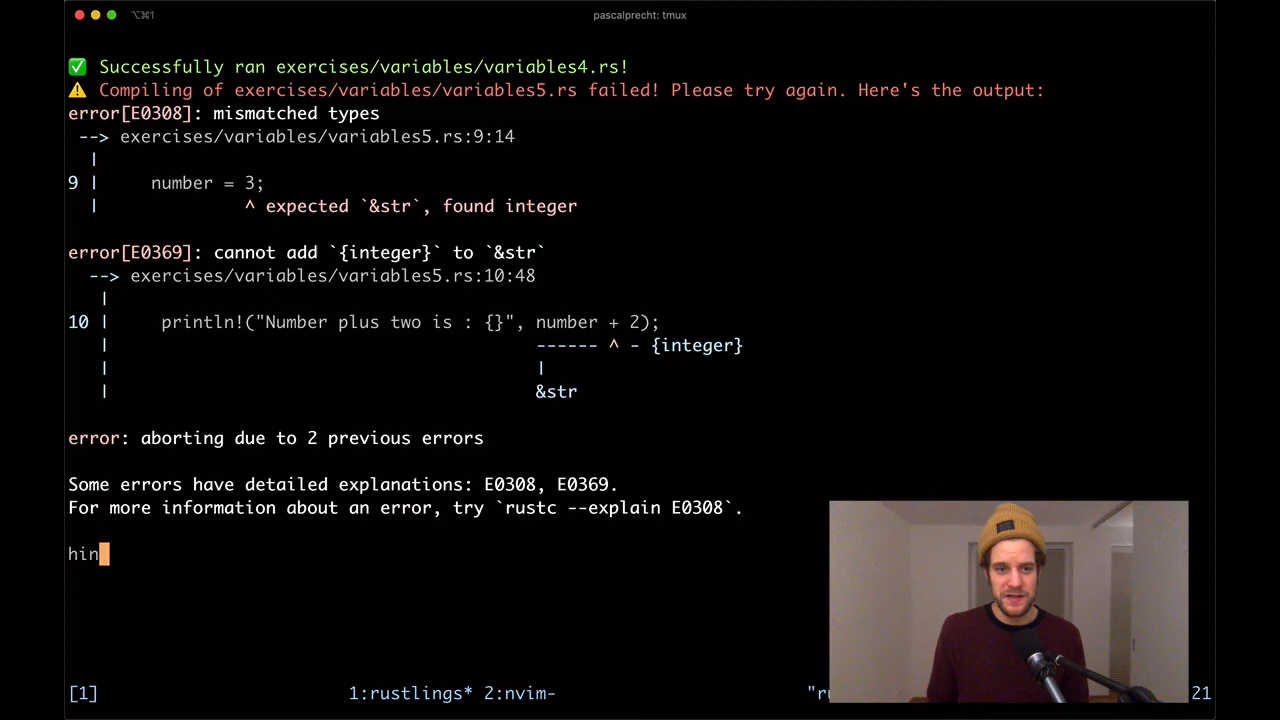 ⌥⌘1
pascalprecht: tmux
✅ Successfully ran exercises/variables/variables4.rs!
⚠️ Compiling of exercises/variables/variables5.rs failed! Please try again. Here's the output:
error[E0308]: mismatched types
--> exercises/variables/variables5.rs:9:14
|
9 |     number = 3;
|              ^ expected `&str`, found integer
error[E0369]: cannot add `{integer}` to `&str`
--> exercises/variables/variables5.rs:10:48
|
10 |     println!("Number plus two is : {}", number + 2);
|                                         ------ ^ - {integer}
|                                         |
|                                         &str
error: aborting due to 2 previous errors
Some errors have detailed explanations: E0308, E0369.
For more information about an error, try `rustc --explain E0308`.
hin
[1] 1:rustlings* 2:nvim- 21